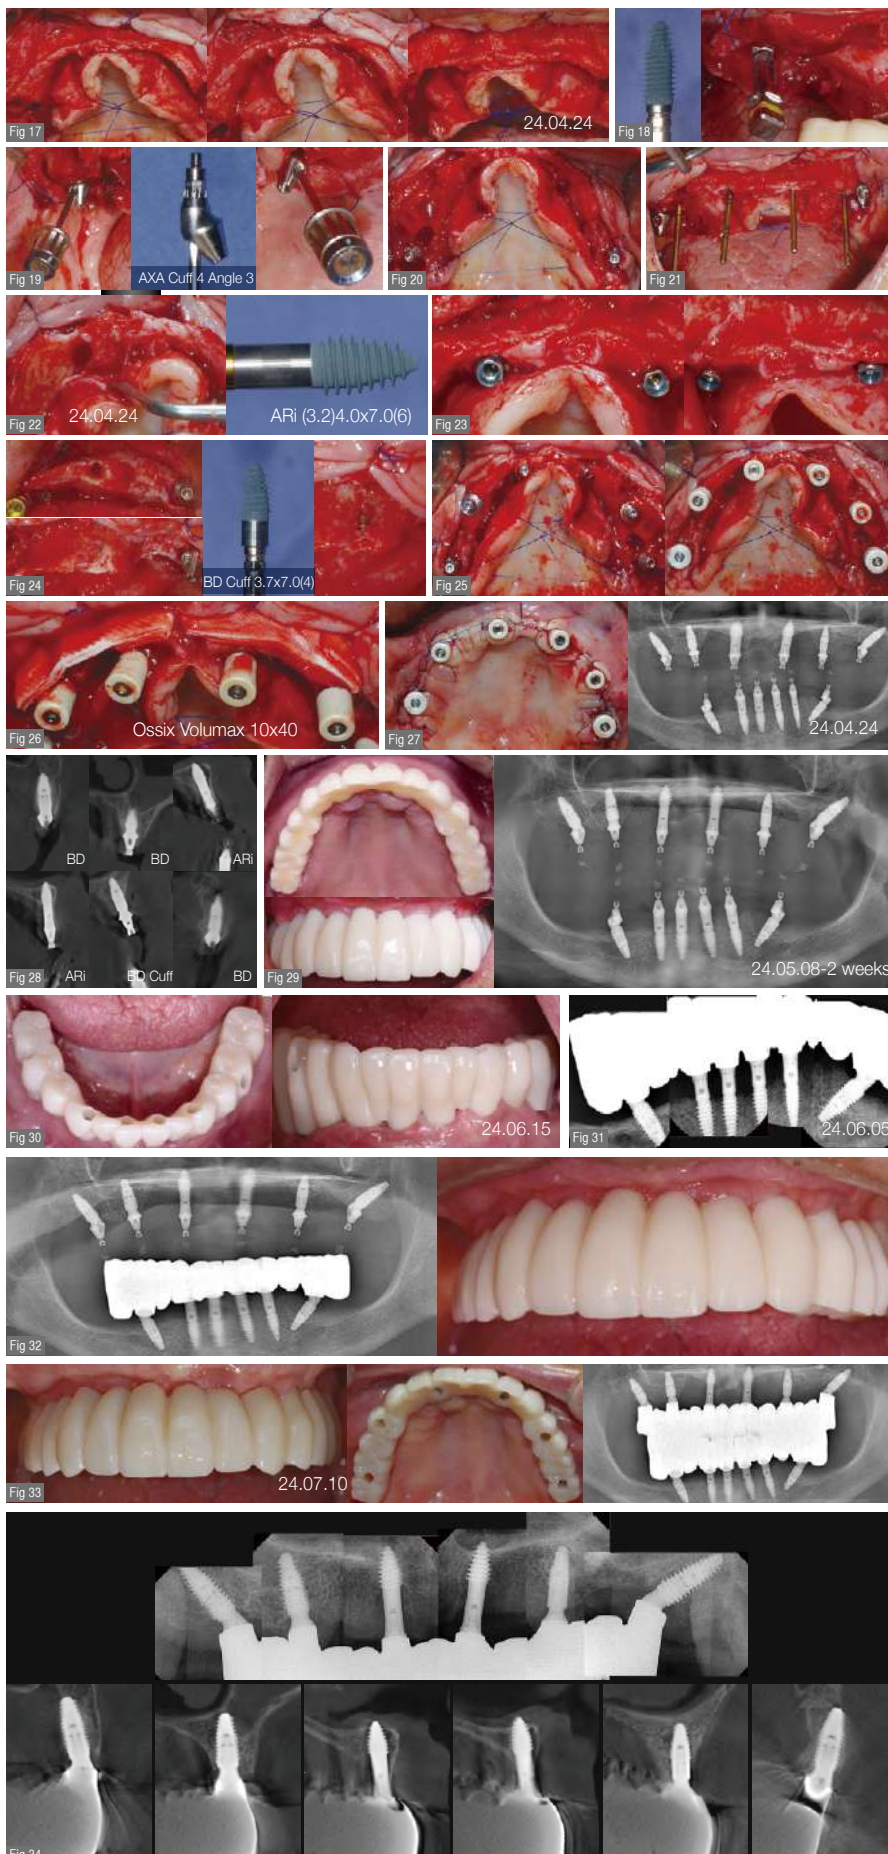 24.04.24
Fig 17
Fig 18
Fig 19
AXA Cuff 4 Angle 3
Fig 20
Fig 21
Fig 22
24.04.24
ARi (3.2)4.0x7.0(6)
Fig 23
Fig 24
BD Cuff 3.7x7.0(4)
Fig 25
Fig 26
Ossix Volumax 10x40
Fig 27
24.04.24
BD
BD
ARi
Fig 28
ARi
BD Cuff
BD
Fig 29
24.05.08-2 weeks
Fig 30
24.06.15
Fig 31
24.06.05
Fig 32
Fig 33
24.07.10
Fig 34